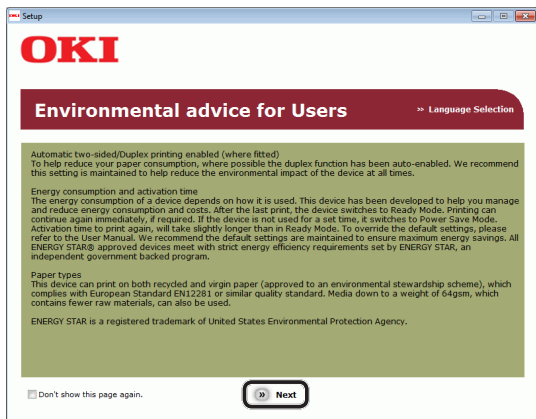 OKI Setup
OKI
Environmental advice for Users
» Language Selection
Automatic two-sided/Duplex printing enabled (where fitted)
To help reduce your paper consumption, where possible the duplex function has been auto-enabled. We recommend
this setting is maintained to help reduce the environmental impact of the device at all times.
Energy consumption and activation time
The energy consumption of a device depends on how it is used. This device has been developed to help you manage
and reduce energy consumption and costs. After the last print, the device switches to Ready Mode. Printing can
continue again immediately, if required. If the device is not used for a set time, it switches to Power Save Mode.
Activation time to print again, will take slightly longer than in Ready Mode. To override the default settings, please
refer to the User Manual. We recommend the default settings are maintained to ensure maximum energy savings. All
ENERGY STAR® approved devices meet with strict energy efficiency requirements set by ENERGY STAR, an
independent government backed program.
Paper types
This device can print on both recycled and virgin paper (approved to an environmental stewardship scheme), which
complies with European Standard EN12281 or similar quality standard. Media down to a weight of 64gsm, which
contains fewer raw materials, can also be used.
ENERGY STAR is a registered trademark of United States Environmental Protection Agency.
Don't show this page again.
» Next